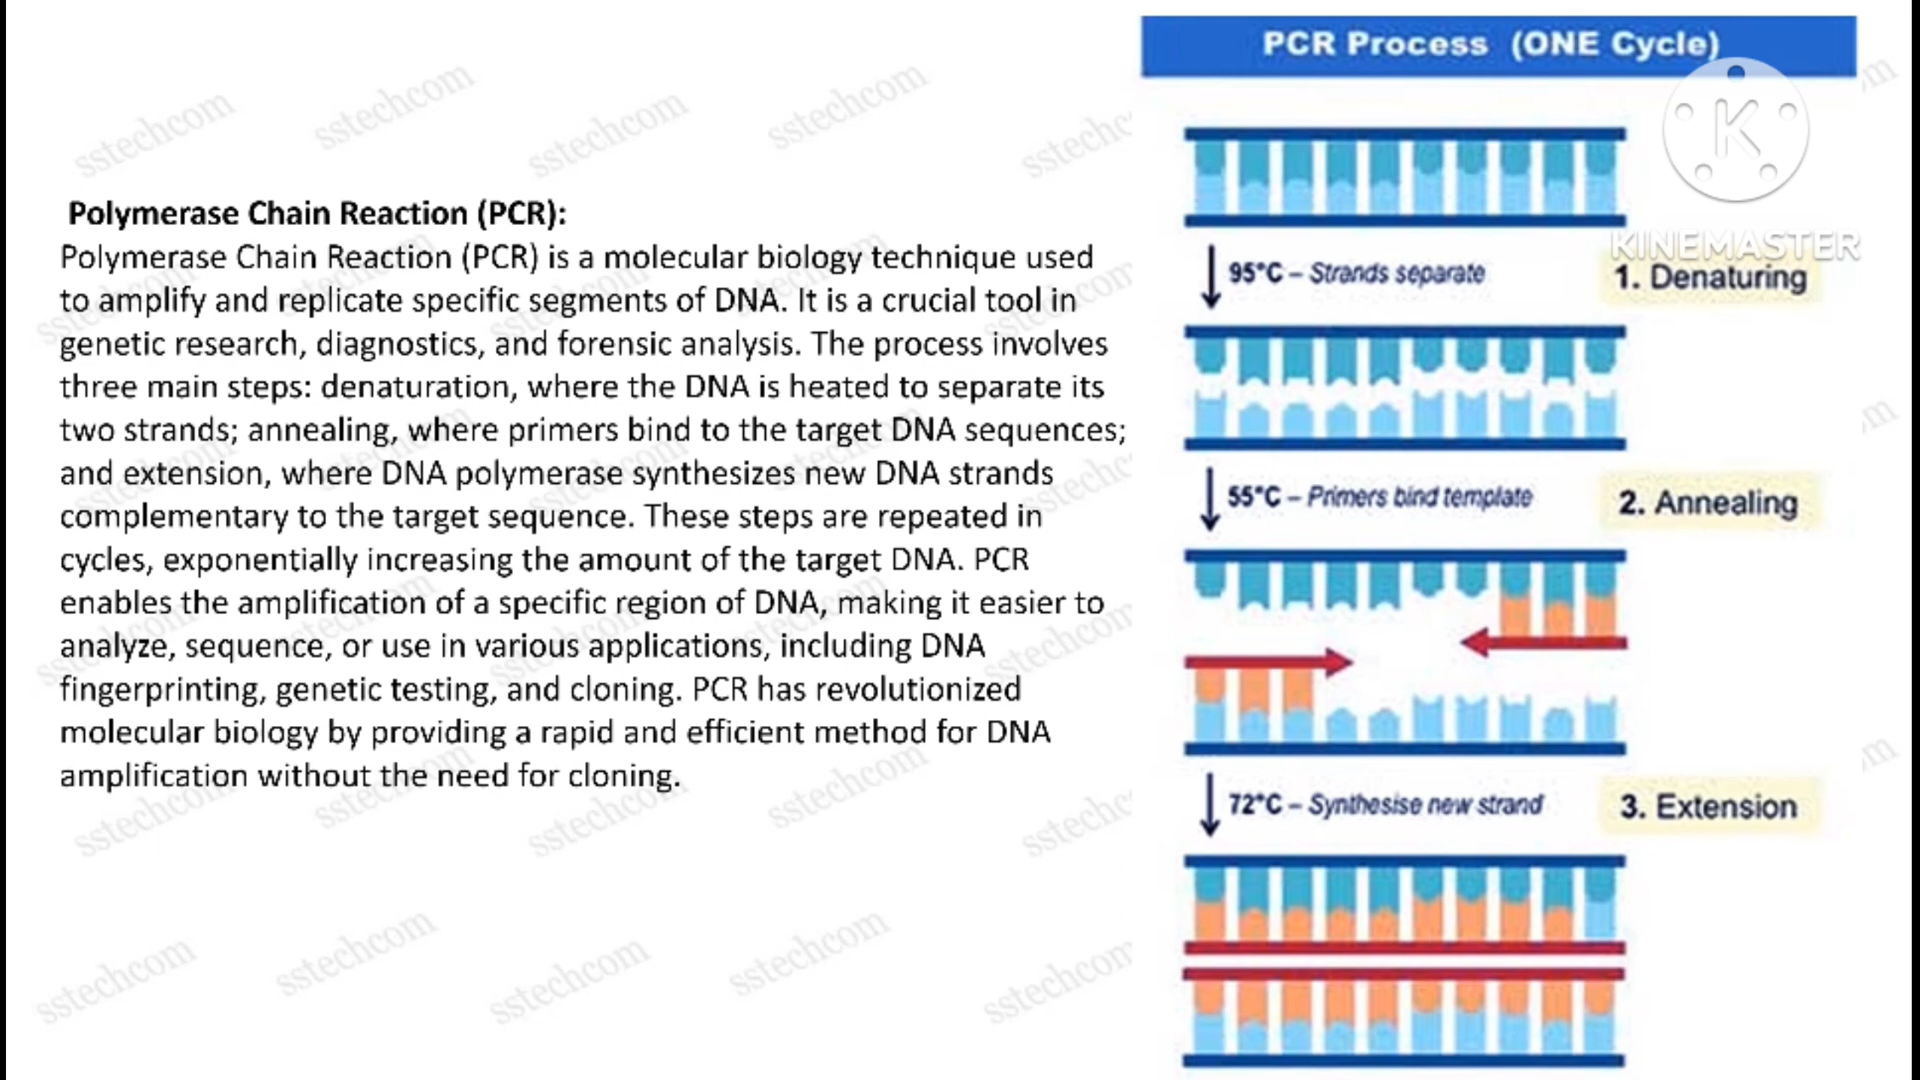 Polymerase Chain Reaction (PCR):
Polymerase Chain Reaction (PCR) is a molecular biology technique used
to amplify and replicate specific segments of DNA. It is a crucial tool in
genetic research, diagnostics, and forensic analysis. The process involves
three main steps: denaturation, where the DNA is heated to separate its
two strands; annealing, where primers bind to the target DNA sequences;
and extension, where DNA polymerase synthesizes new DNA strands
complementary to the target sequence. These steps are repeated in
cycles, exponentially increasing the amount of the target DNA. PCR
enables the amplification of a specific region of DNA, making it easier to
analyze, sequence, or use in various applications, including DNA
fingerprinting, genetic testing, and cloning. PCR has revolutionized
molecular biology by providing a rapid and efficient method for DNA
amplification without the need for cloning.
PCR Process (ONE Cycle)
K
KINEMASTER
95°C – Strands separate
1. Denaturing
55°C – Primers bind template
2. Annealing
72°C – Synthesise new strand
3. Extension
sstechcom